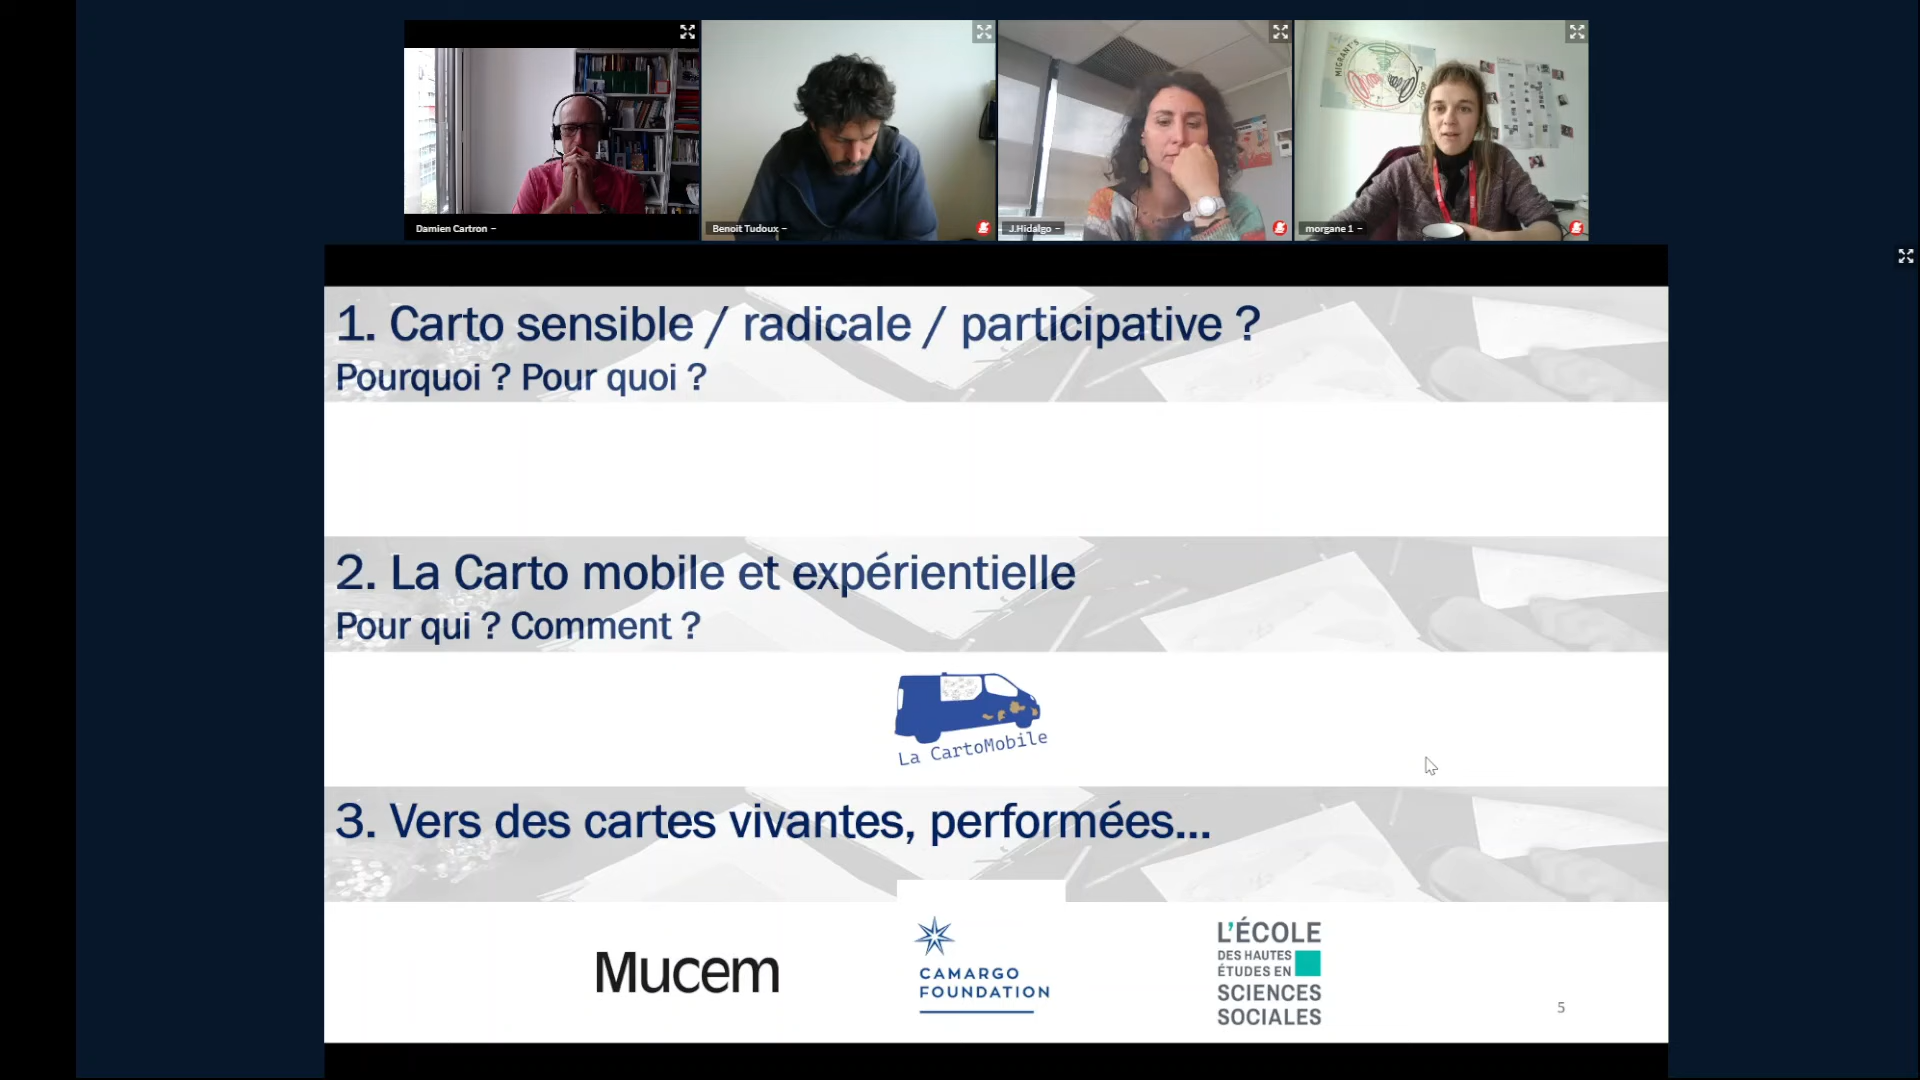 MIGRANT'S
LOOP
Damien Cartron
Benoit Tudoux
J.Hidalgo
morgane 1
1. Carto sensible / radicale / participative ?
Pourquoi ? Pour quoi ?
2. La Carto mobile et expérientielle
Pour qui ? Comment ?
La CartoMobile
3. Vers des cartes vivantes, performées...
Mucem
CAMARGO
FOUNDATION
L'ÉCOLE
DES HAUTES
ÉTUDES EN
SCIENCES
SOCIALES
5